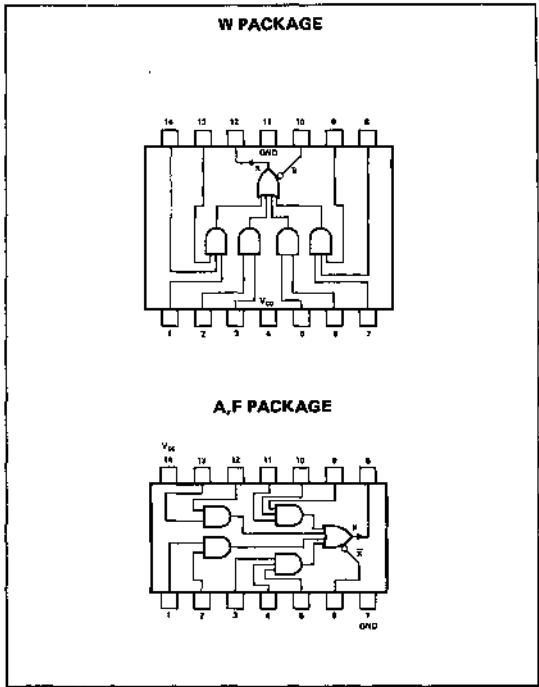 W PACKAGE
14 13 12 11 10 9 8
GND
X
X̅
V_CC
1 2 3 4 5 6 7
A,F PACKAGE
V_CC
14 13 12 11 10 9 8
X
X̅
1 2 3 4 5 6 7
GND